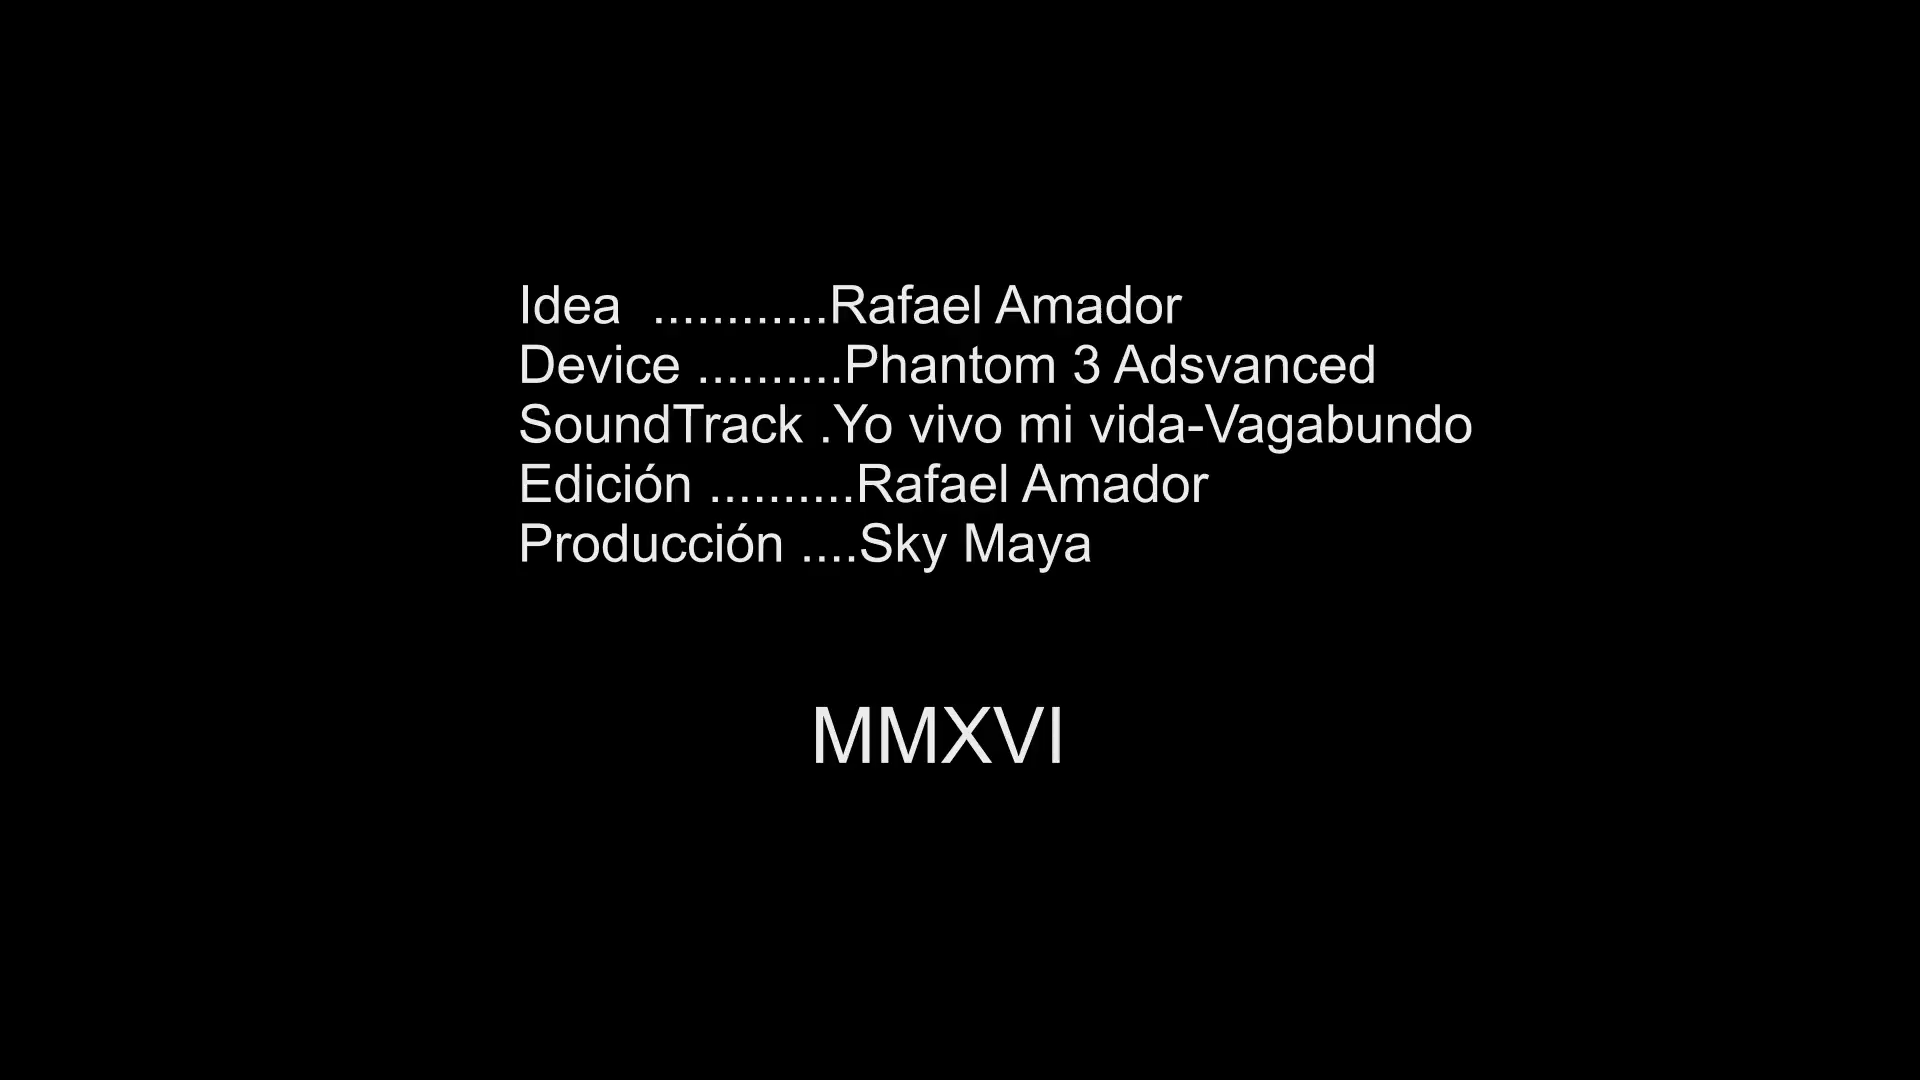 Idea  ............Rafael Amador
Device ..........Phantom 3 Adsvanced
SoundTrack .Yo vivo mi vida-Vagabundo
Edición ..........Rafael Amador
Producción ....Sky Maya
MMXVI